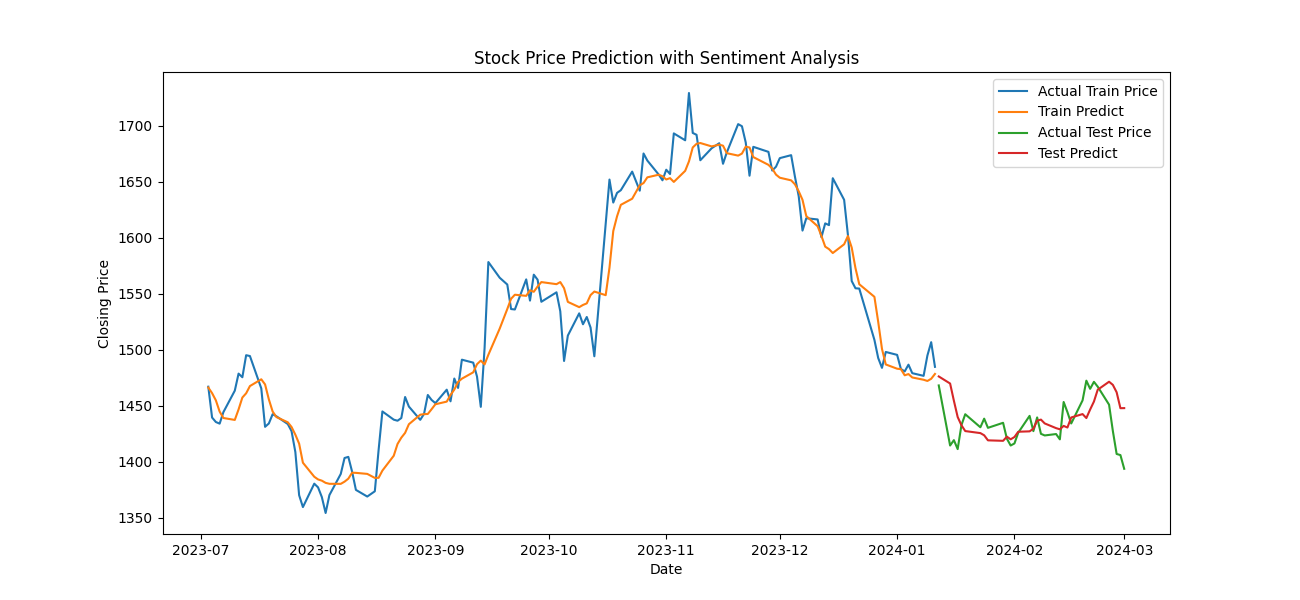 Stock Price Prediction with Sentiment Analysis
Actual Train Price
Train Predict
Actual Test Price
Test Predict
Closing Price
1700
1650
1600
1550
1500
1450
1400
1350
2023-07 2023-08 2023-09 2023-10 2023-11 2023-12 2024-01 2024-02 2024-03
Date